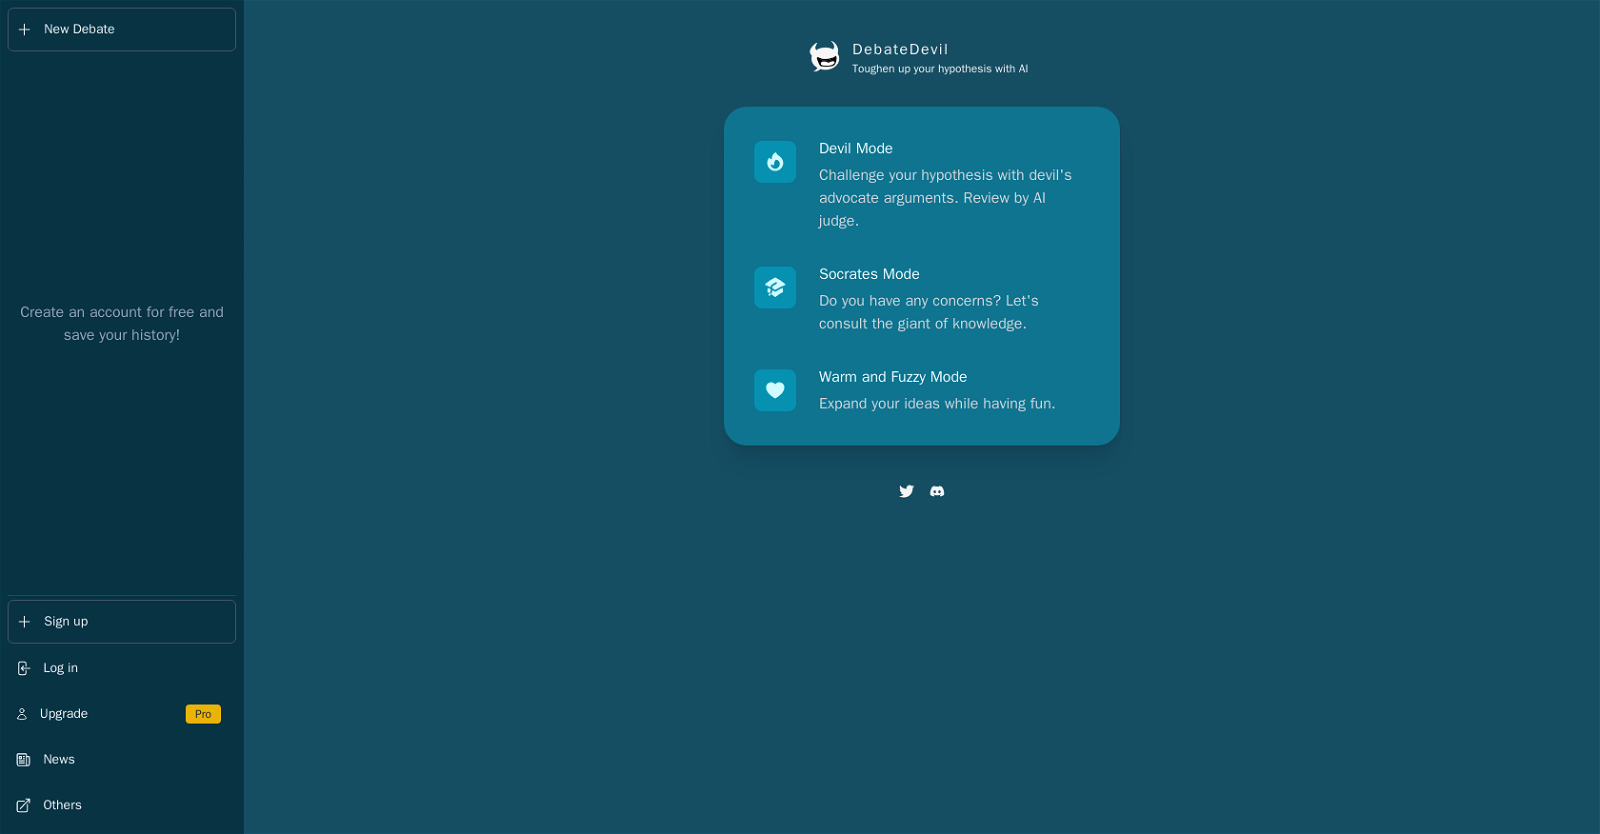 New Debate
Create an account for free and
save your history!
Sign up
Log in
Upgrade
Pro
News
Others
DebateDevil
Toughen up your hypothesis with AI
Devil Mode
Challenge your hypothesis with devil's
advocate arguments. Review by AI
judge.
Socrates Mode
Do you have any concerns? Let's
consult the giant of knowledge.
Warm and Fuzzy Mode
Expand your ideas while having fun.